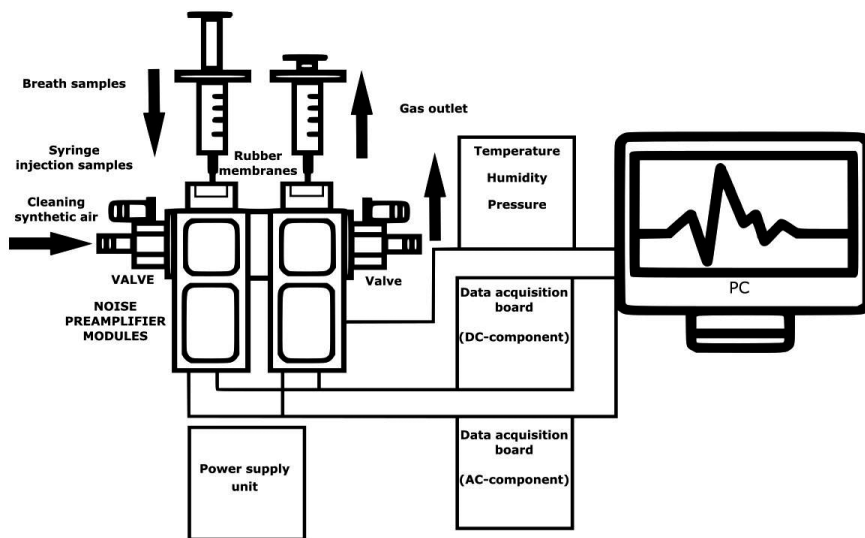 Breath samples
Syringe
injection samples
Cleaning
synthetic air
VALVE
NOISE
PREAMPLIFIER
MODULES
Rubber
membranes
Gas outlet
Valve
Temperature
Humidity
Pressure
Data acquisition
board
(DC-component)
Data acquisition
board
(AC-component)
Power supply
unit
PC